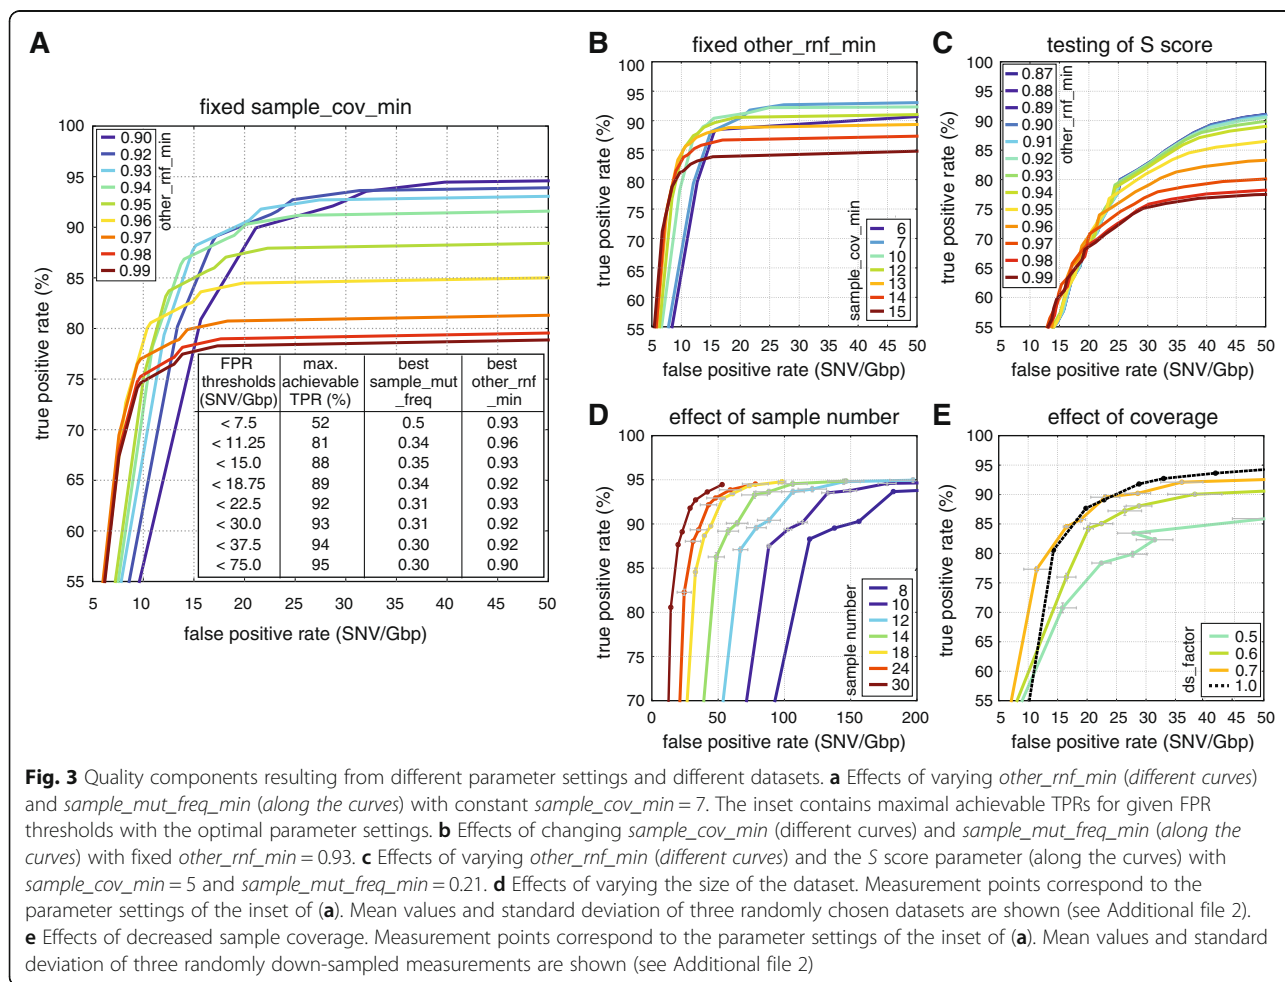 A
fixed sample_cov_min
true positive rate (%)
100
95
90
85
80
75
70
65
60
55
0.90
0.92
0.93
0.94
0.95
0.96
0.97
0.98
0.99
other_rnf_min
FPR thresholds (SNV/Gbp) max. achievable TPR (%) best sample_mut_freq best other_rnf_min
< 7.5 52 0.5 0.93
< 11.25 81 0.34 0.96
< 15.0 88 0.35 0.93
< 18.75 89 0.34 0.92
< 22.5 92 0.31 0.93
< 30.0 93 0.31 0.92
< 37.5 94 0.30 0.92
< 75.0 95 0.30 0.90
5 10 15 20 25 30 35 40 45 50
false positive rate (SNV/Gbp)
B
fixed other_rnf_min
true positive rate (%)
100
95
90
85
80
75
70
65
60
55
sample_cov_min
6
7
10
12
13
14
15
5 10 15 20 25 30 35 40 45 50
false positive rate (SNV/Gbp)
C
testing of S score
true positive rate (%)
100
95
90
85
80
75
70
65
60
55
0.87
0.88
0.89
0.90
0.91
0.92
0.93
0.94
0.95
0.96
0.97
0.98
0.99
other_rnf_min
5 10 15 20 25 30 35 40 45 50
false positive rate (SNV/Gbp)
D
effect of sample number
true positive rate (%)
100
95
90
85
80
75
70
sample number
8
10
12
14
18
24
30
0 50 100 150 200
false positive rate (SNV/Gbp)
E
effect of coverage
true positive rate (%)
100
95
90
85
80
75
70
65
60
55
ds_factor
0.5
0.6
0.7
1.0
5 10 15 20 25 30 35 40 45 50
false positive rate (SNV/Gbp)
Fig. 3 Quality components resulting from different parameter settings and different datasets. a Effects of varying other_rnf_min (different curves)
and sample_mut_freq_min (along the curves) with constant sample_cov_min = 7. The inset contains maximal achievable TPRs for given FPR
thresholds with the optimal parameter settings. b Effects of changing sample_cov_min (different curves) and sample_mut_freq_min (along the
curves) with fixed other_rnf_min = 0.93. c Effects of varying other_rnf_min (different curves) and the S score parameter (along the curves) with
sample_cov_min = 5 and sample_mut_freq_min = 0.21. d Effects of varying the size of the dataset. Measurement points correspond to the
parameter settings of the inset of (a). Mean values and standard deviation of three randomly chosen datasets are shown (see Additional file 2).
e Effects of decreased sample coverage. Measurement points correspond to the parameter settings of the inset of (a). Mean values and standard
deviation of three randomly down-sampled measurements are shown (see Additional file 2)